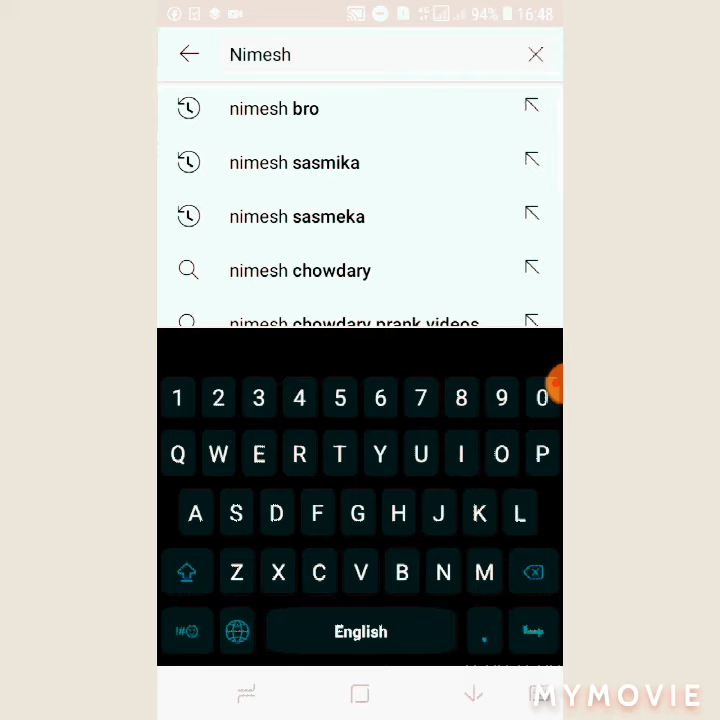 94% 16:48
Nimesh
nimesh bro
nimesh sasmika
nimesh sasmeka
nimesh chowdary
nimesh chowdary prank videos
1 2 3 4 5 6 7 8 9 0
Q W E R T Y U I O P
A S D F G H J K L
Z X C V B N M
!#☺ English .
MYMOVIE